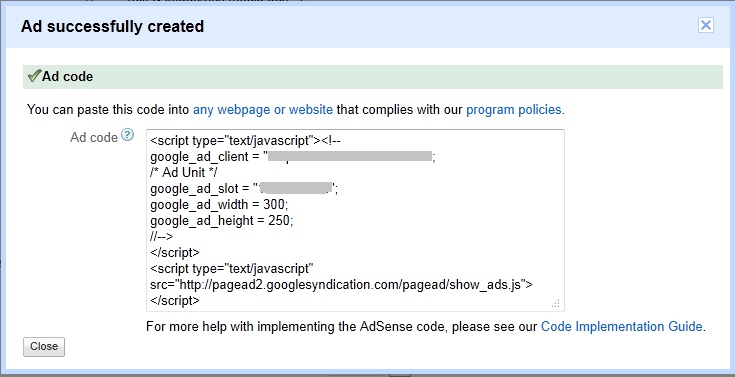 Ad successfully created
Ad code
You can paste this code into any webpage or website that complies with our program policies.
Ad code
<script type="text/javascript"><!--
google_ad_client = "
;
/* Ad Unit */
google_ad_slot = "
";
google_ad_width = 300;
google_ad_height = 250;
//-->
</script>
<script type="text/javascript"
src="http://pagead2.googlesyndication.com/pagead/show_ads.js">
</script>
For more help with implementing the AdSense code, please see our Code Implementation Guide.
Close